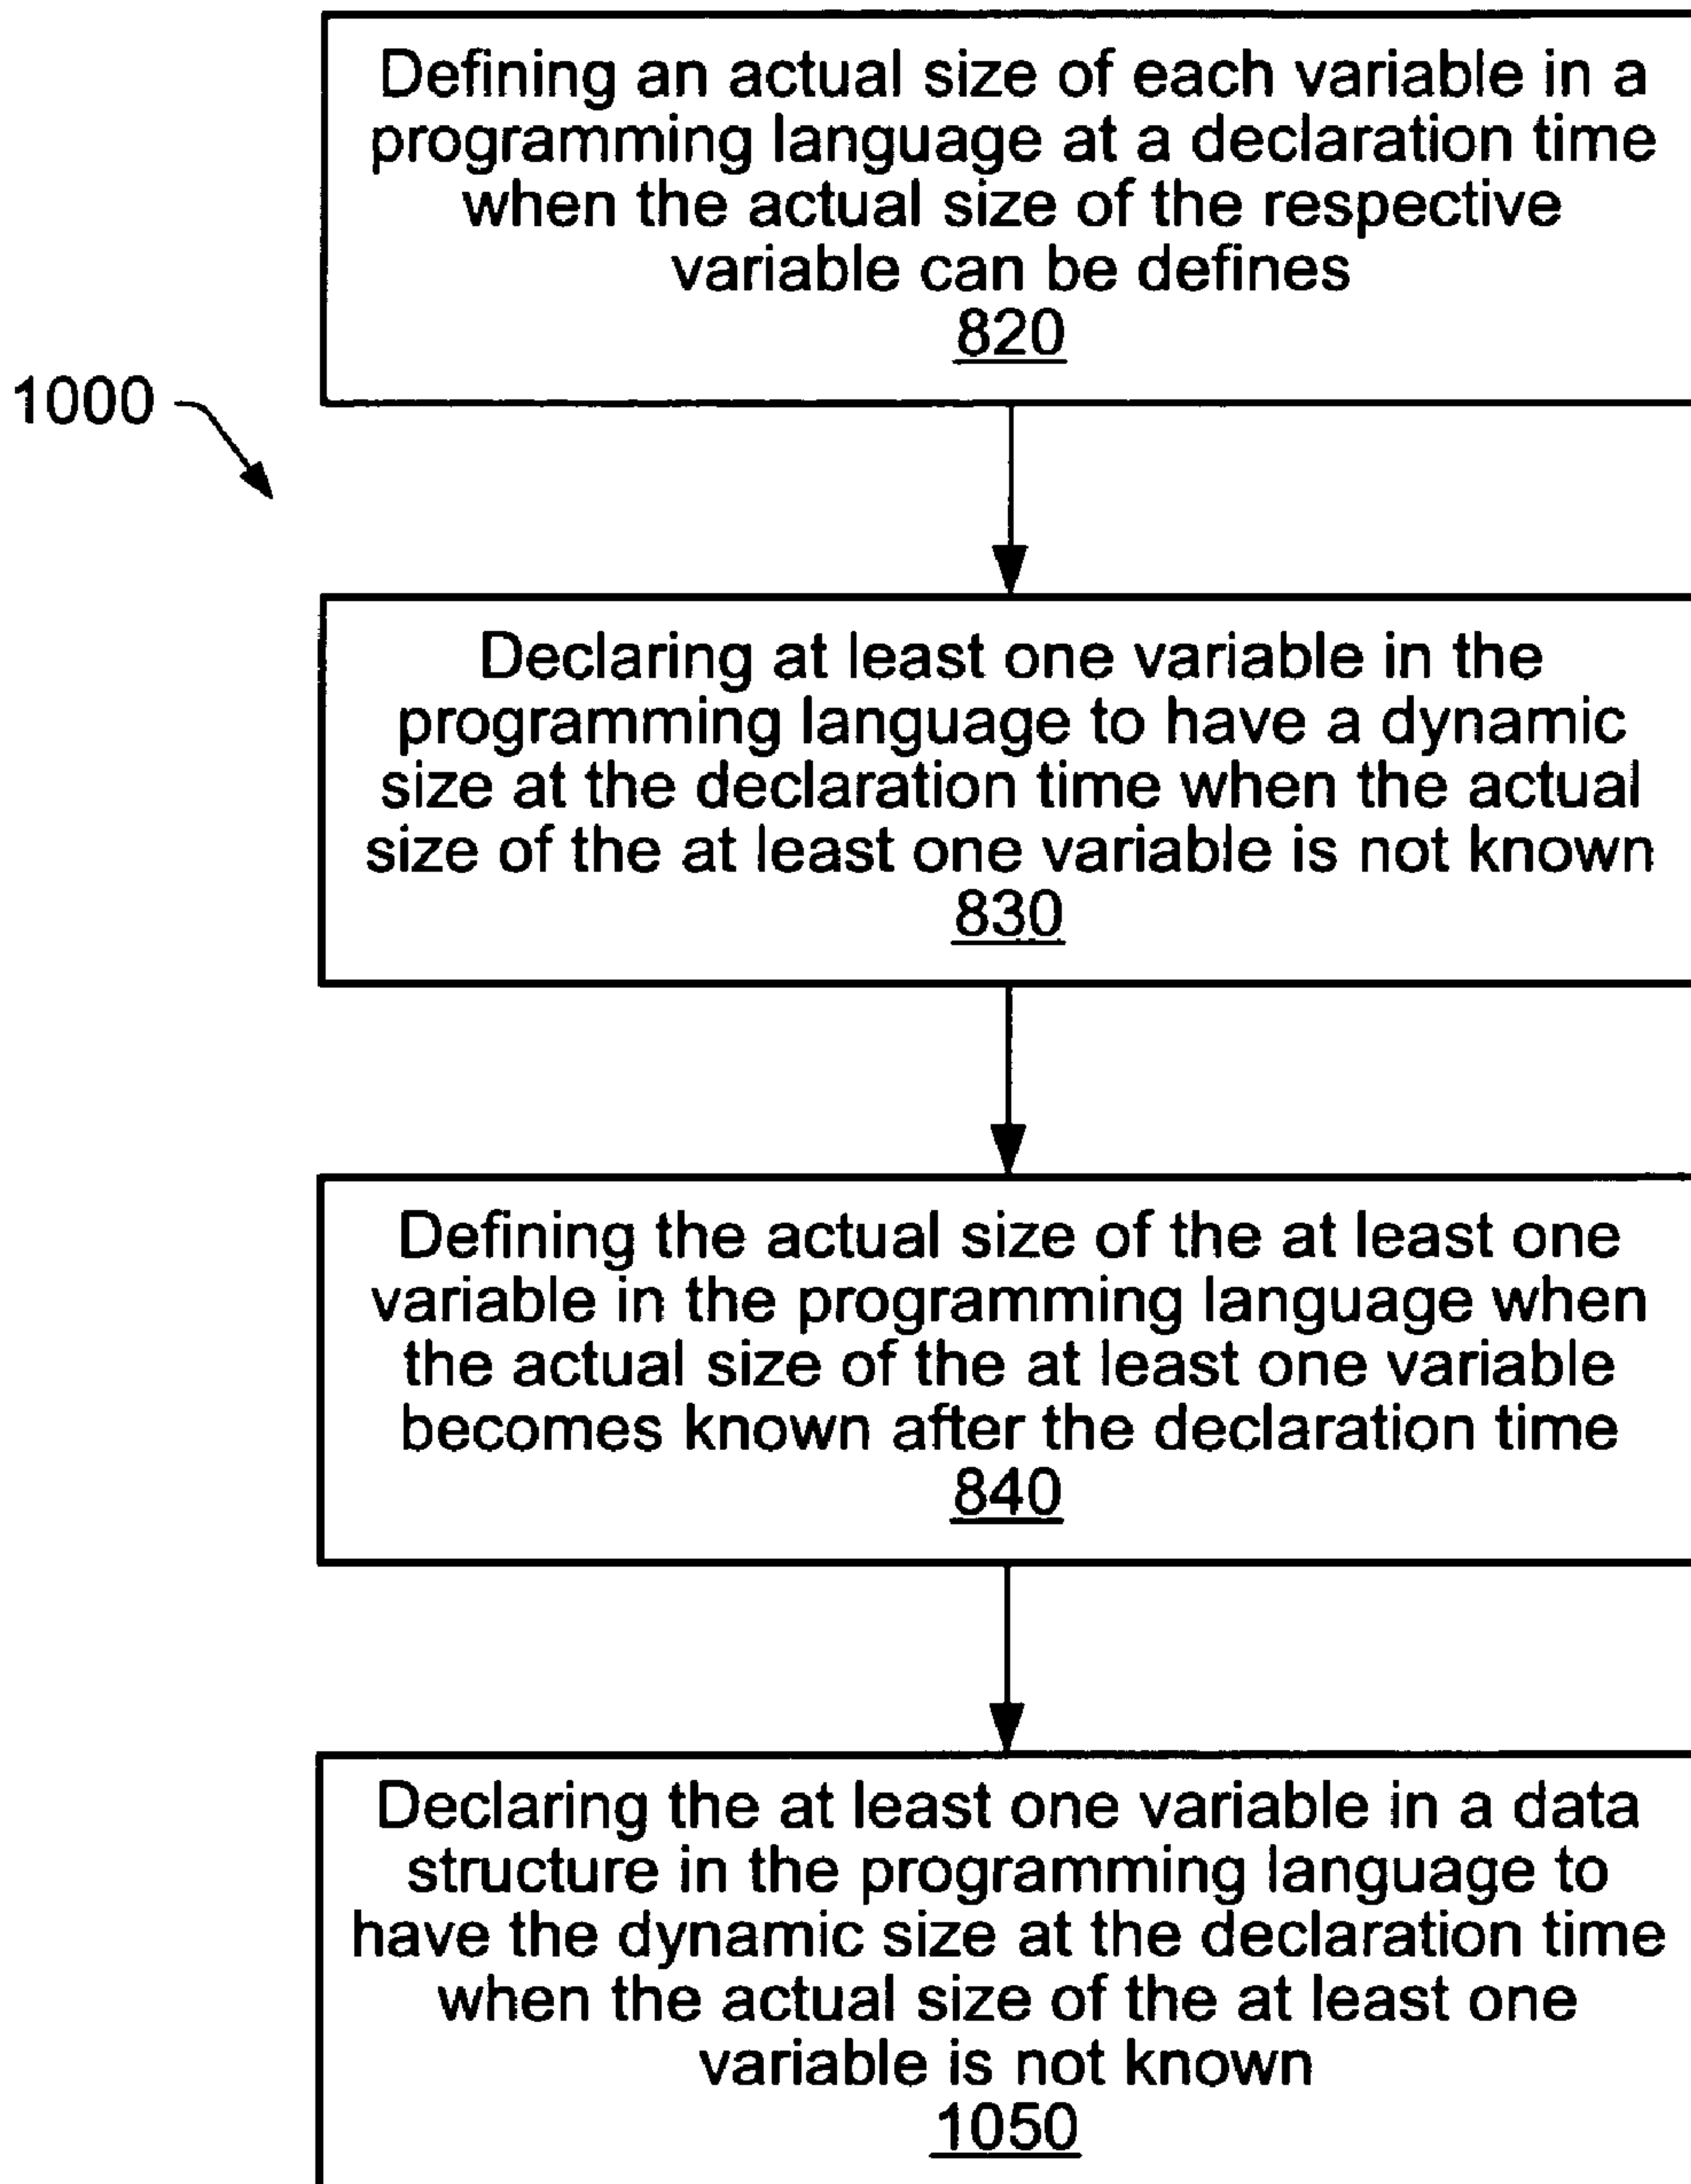 Defining an actual size of each variable in a
programming language at a declaration time
when the actual size of the respective
variable can be defines
820
1000
Declaring at least one variable in the
programming language to have a dynamic
size at the declaration time when the actual
size of the at least one variable is not known
830
Defining the actual size of the at least one
variable in the programming language when
the actual size of the at least one variable
becomes known after the declaration time
840
Declaring the at least one variable in a data
structure in the programming language to
have the dynamic size at the declaration time
when the actual size of the at least one
variable is not known
1050